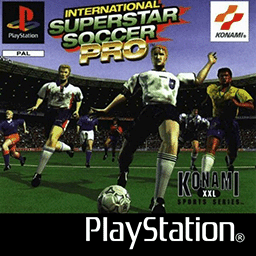 PlayStation
PAL
INTERNATIONAL
SUPERSTAR
SOCCER
PRO
KONAMI
KONAMI
XXL
SPORTS SERIES
PlayStation®